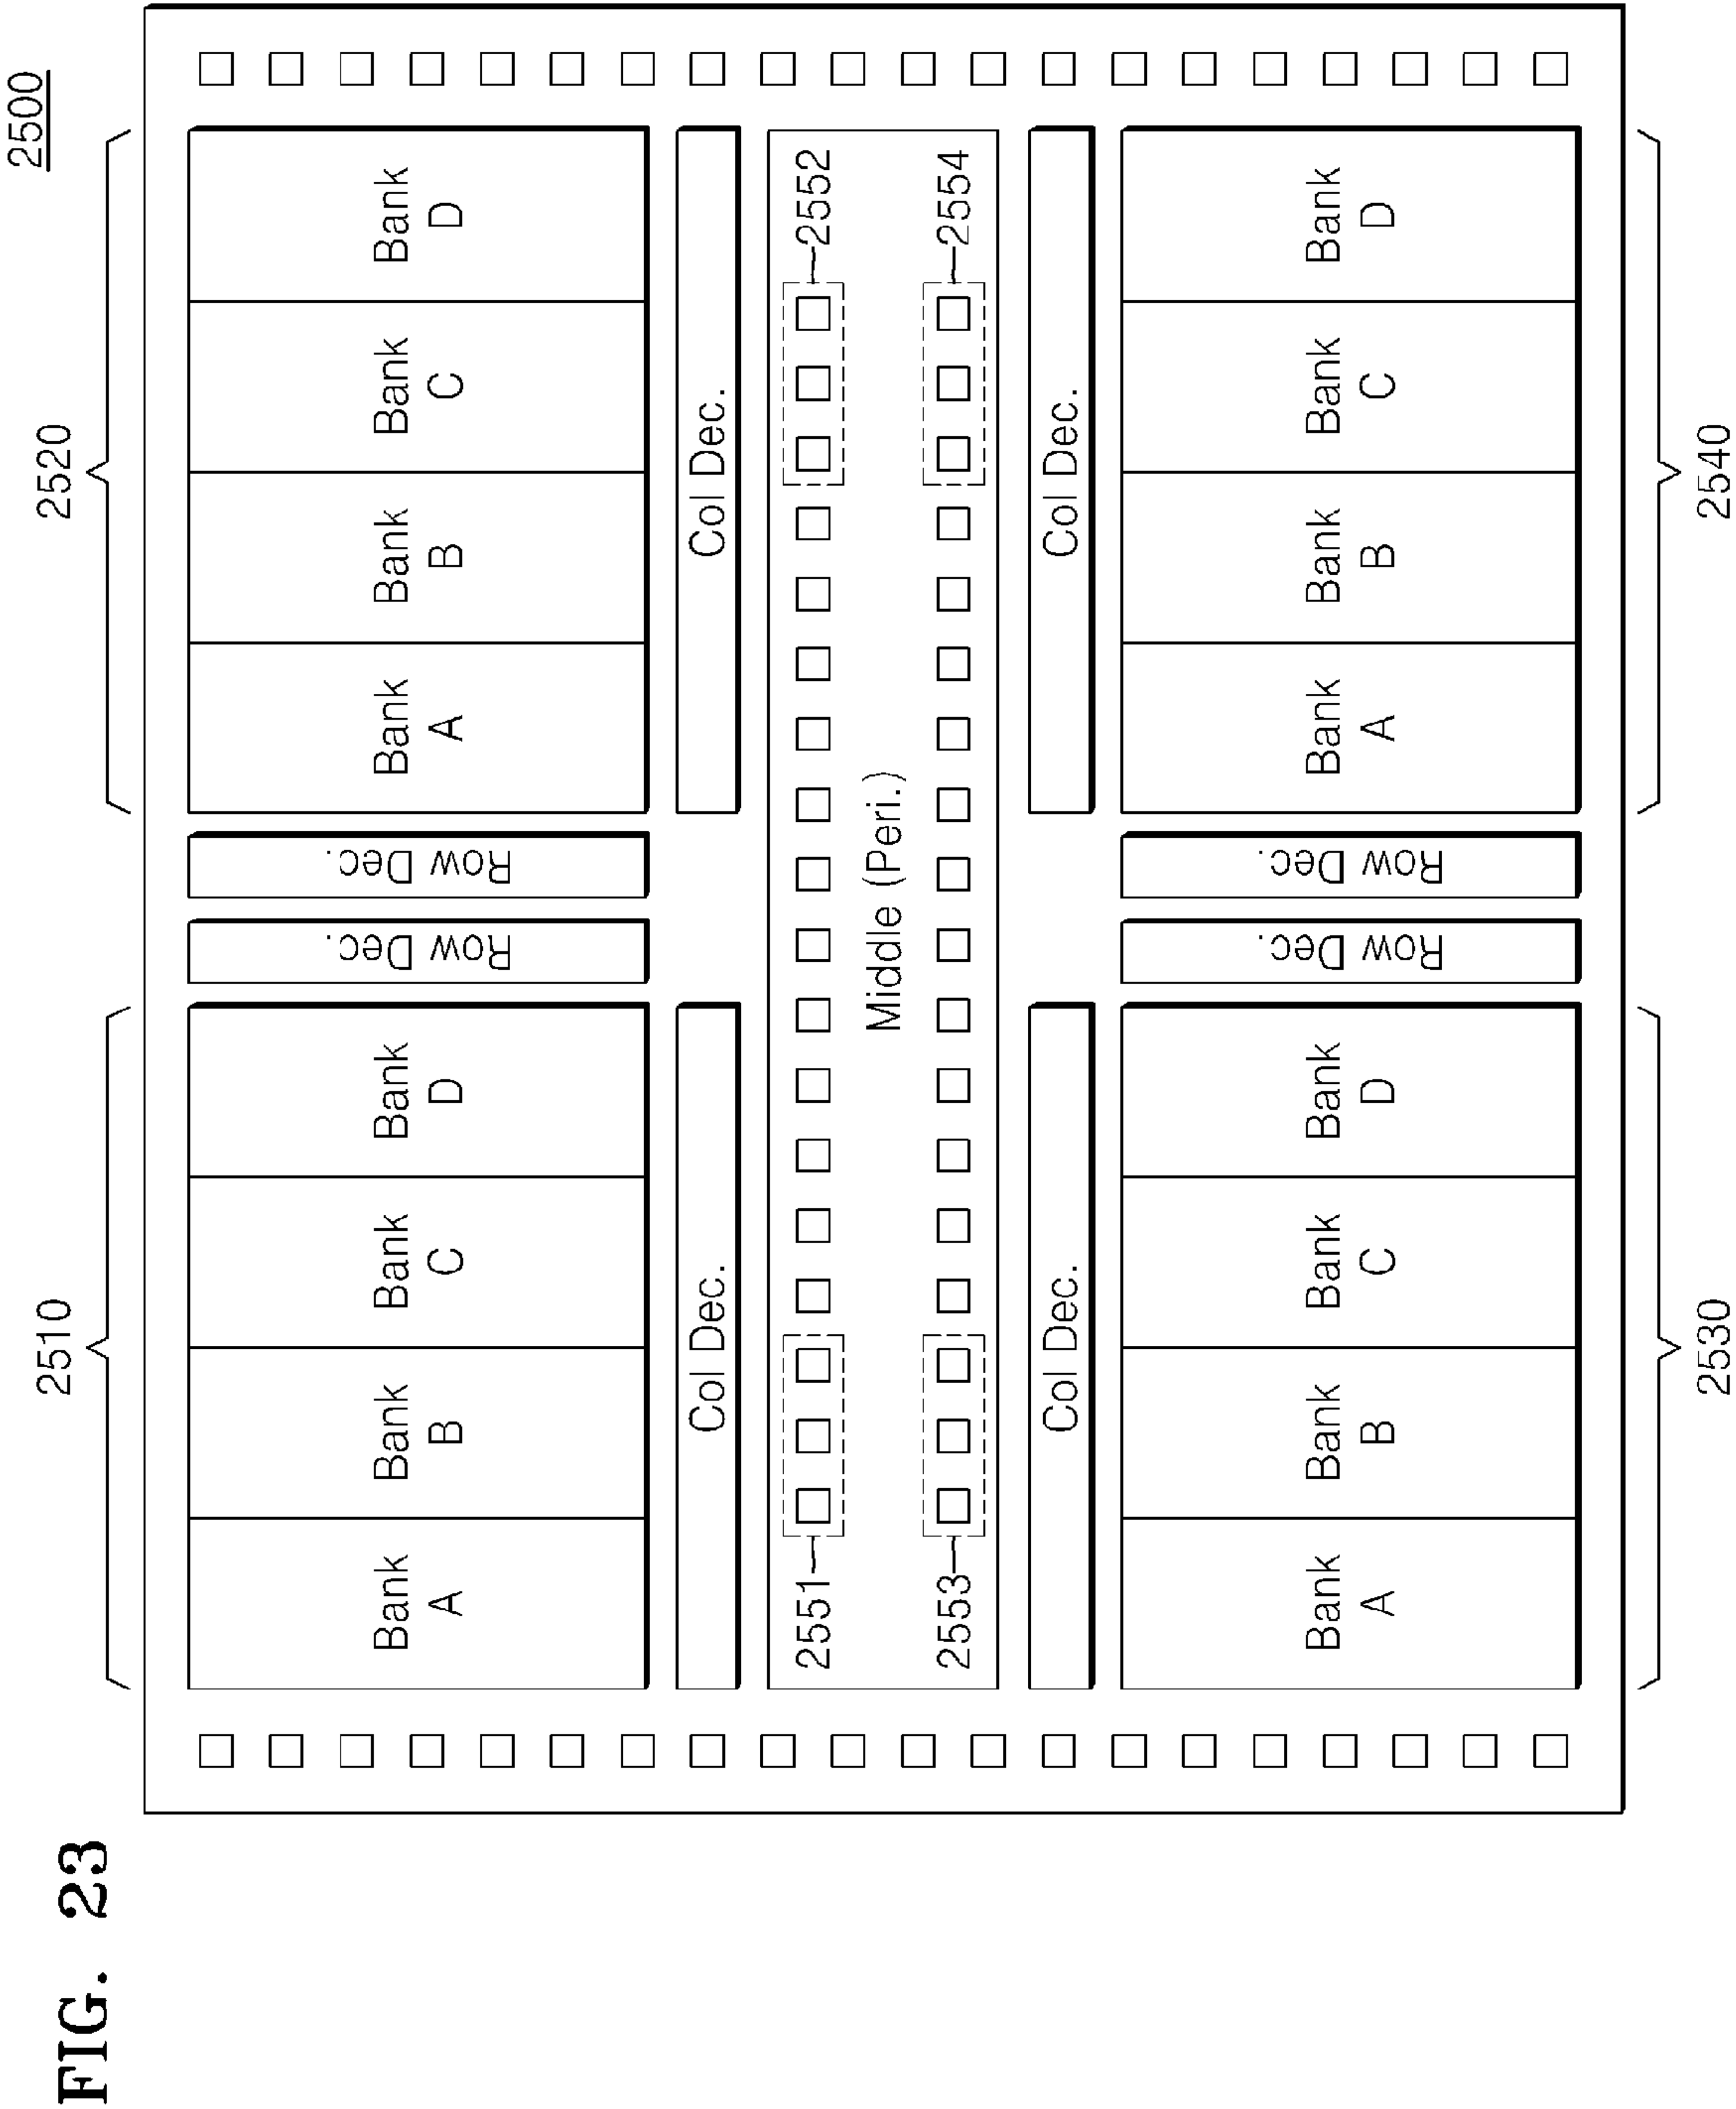 FIG. 23
2500
2510
2520
Bank
A
Bank
B
Bank
C
Bank
D
Row Dec.
Row Dec.
Bank
A
Bank
B
Bank
C
Bank
D
Col Dec.
Col Dec.
2551
2552
Middle (Peri.)
2553
2554
Col Dec.
Col Dec.
Bank
A
Bank
B
Bank
C
Bank
D
Row Dec.
Row Dec.
Bank
A
Bank
B
Bank
C
Bank
D
2530
2540